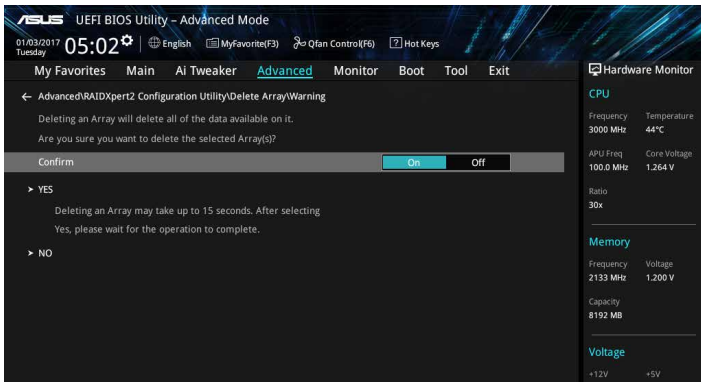 ASUS UEFI BIOS Utility – Advanced Mode
01/03/2017 Tuesday 05:02 English MyFavorite(F3) Qfan Control(F6) ? Hot Keys
My Favorites Main Ai Tweaker Advanced Monitor Boot Tool Exit
Hardware Monitor
← Advanced\RAIDXpert2 Configuration Utility\Delete Array\Warning
Deleting an Array will delete all of the data available on it.
Are you sure you want to delete the selected Array(s)?
Confirm On Off
> YES
Deleting an Array may take up to 15 seconds. After selecting
Yes, please wait for the operation to complete.
> NO
CPU
Frequency Temperature
3000 MHz 44°C
APU Freq Core Voltage
100.0 MHz 1.264 V
Ratio
30x
Memory
Frequency Voltage
2133 MHz 1.200 V
Capacity
8192 MB
Voltage
+12V +5V